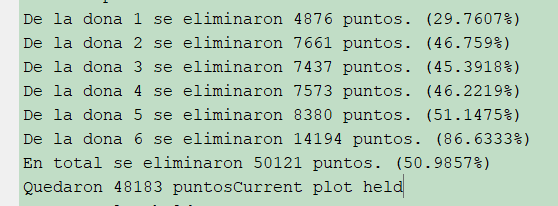 De la dona 1 se eliminaron 4876 puntos. (29.7607%)
De la dona 2 se eliminaron 7661 puntos. (46.759%)
De la dona 3 se eliminaron 7437 puntos. (45.3918%)
De la dona 4 se eliminaron 7573 puntos. (46.2219%)
De la dona 5 se eliminaron 8380 puntos. (51.1475%)
De la dona 6 se eliminaron 14194 puntos. (86.6333%)
En total se eliminaron 50121 puntos. (50.9857%)
Quedaron 48183 puntosCurrent plot held